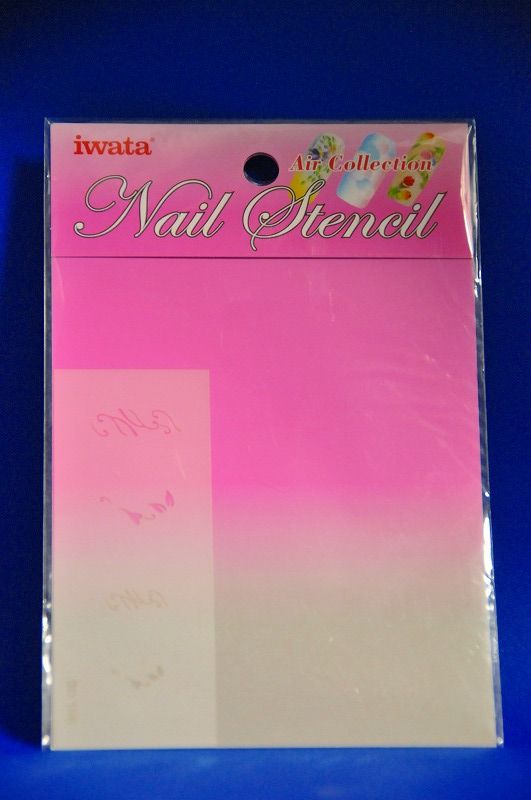 iwata®
Air Collection
Nail Stencil